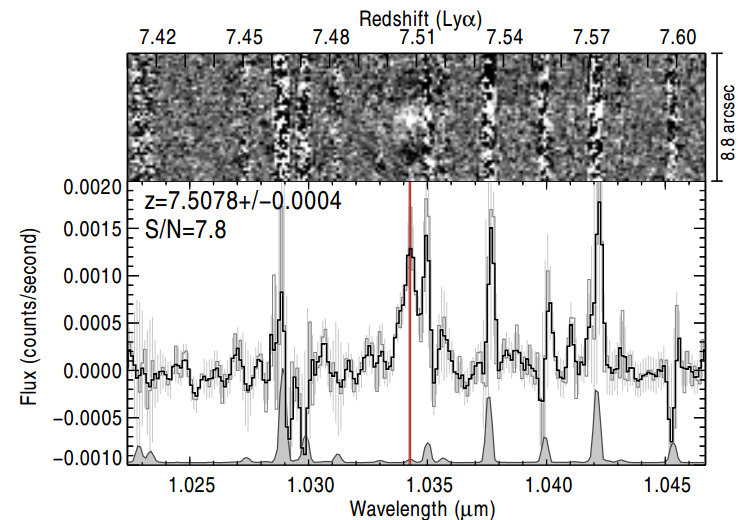 Redshift (Lyα)
7.42 7.45 7.48 7.51 7.54 7.57 7.60
8.8 arcsec
z=7.5078+/−0.0004
S/N=7.8
0.0020
0.0015
0.0010
0.0005
0.0000
−0.0005
−0.0010
Flux (counts/second)
1.025 1.030 1.035 1.040 1.045
Wavelength (μm)